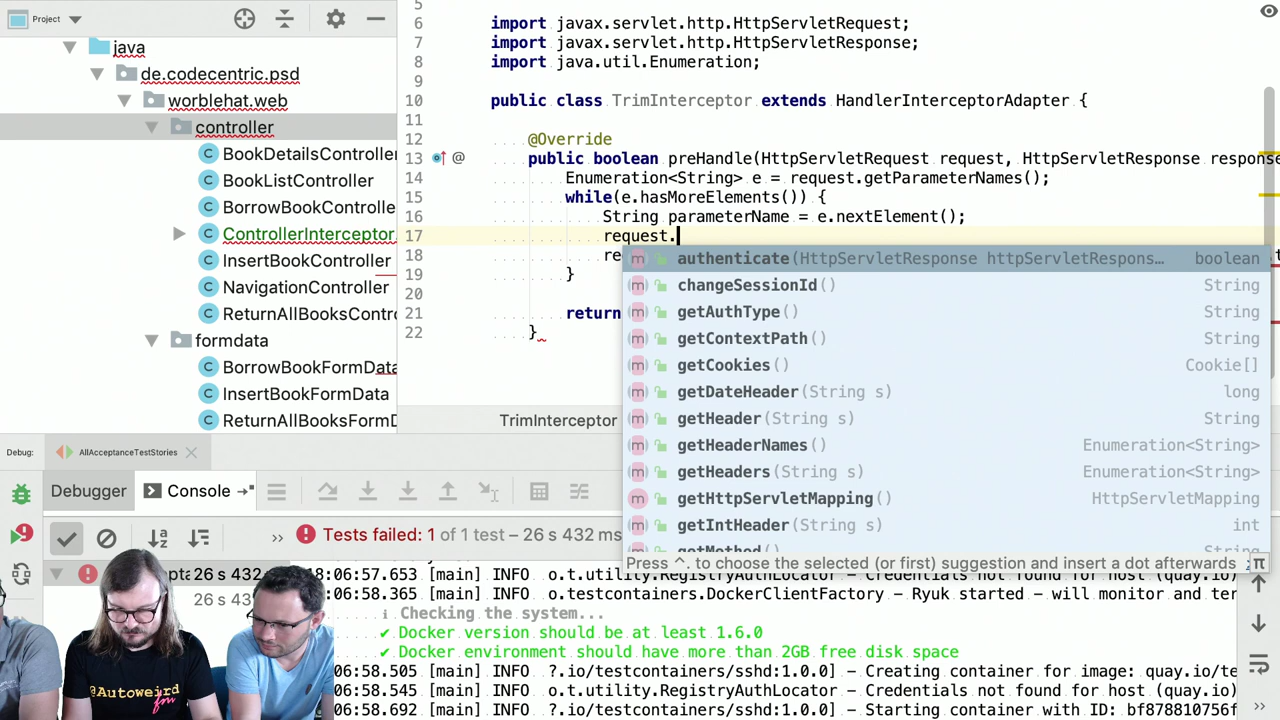 Project
java
de.codecentric.psd
worblehat.web
controller
BookDetailsController
BookListController
BorrowBookControlle
ControllerInterceptor
InsertBookController
NavigationController
ReturnAllBooksContro
formdata
BorrowBookFormData
InsertBookFormData
ReturnAllBooksFormD
5
6 import javax.servlet.http.HttpServletRequest;
7 import javax.servlet.http.HttpServletResponse;
8 import java.util.Enumeration;
9
10 public class TrimInterceptor extends HandlerInterceptorAdapter {
11
12 @Override
13 @ public boolean preHandle(HttpServletRequest request, HttpServletResponse response
14 Enumeration<String> e = request.getParameterNames();
15 while(e.hasMoreElements()) {
16 String parameterName = e.nextElement();
17 request.
18 re
19 }
20
21 return
22 }
authenticate(HttpServletResponse httpServletRespons… boolean
changeSessionId() String
getAuthType() String
getContextPath() String
getCookies() Cookie[]
getDateHeader(String s) long
getHeader(String s) String
getHeaderNames() Enumeration<String>
getHeaders(String s) Enumeration<String>
getHttpServletMapping() HttpServletMapping
getIntHeader(String s) int
getMethod() String
Press ^. to choose the selected (or first) suggestion and insert a dot afterwards
TrimInterceptor
Debug: AllAcceptanceTestStories
Debugger Console
Tests failed: 1 of 1 test – 26 s 432 ms
26 s 432
26 s
18:06:57.653 [main] INFO o.t.utility.RegistryAuthLocator - Credentials not found for host (quay.io)
:06:58.365 [main] INFO o.testcontainers.DockerClientFactory - Ryuk started - will monitor and ter
ℹ Checking the system...
✔ Docker version should be at least 1.6.0
✔ Docker environment should have more than 2GB free disk space
:06:58.505 [main] INFO ?.io/testcontainers/sshd:1.0.0] - Creating container for image: quay.io/te
:06:58.545 [main] INFO o.t.utility.RegistryAuthLocator - Credentials not found for host (quay.io)
:06:58.692 [main] INFO ?.io/testcontainers/sshd:1.0.0] - Starting container with ID: bf878810756f
@Autoweird
fm